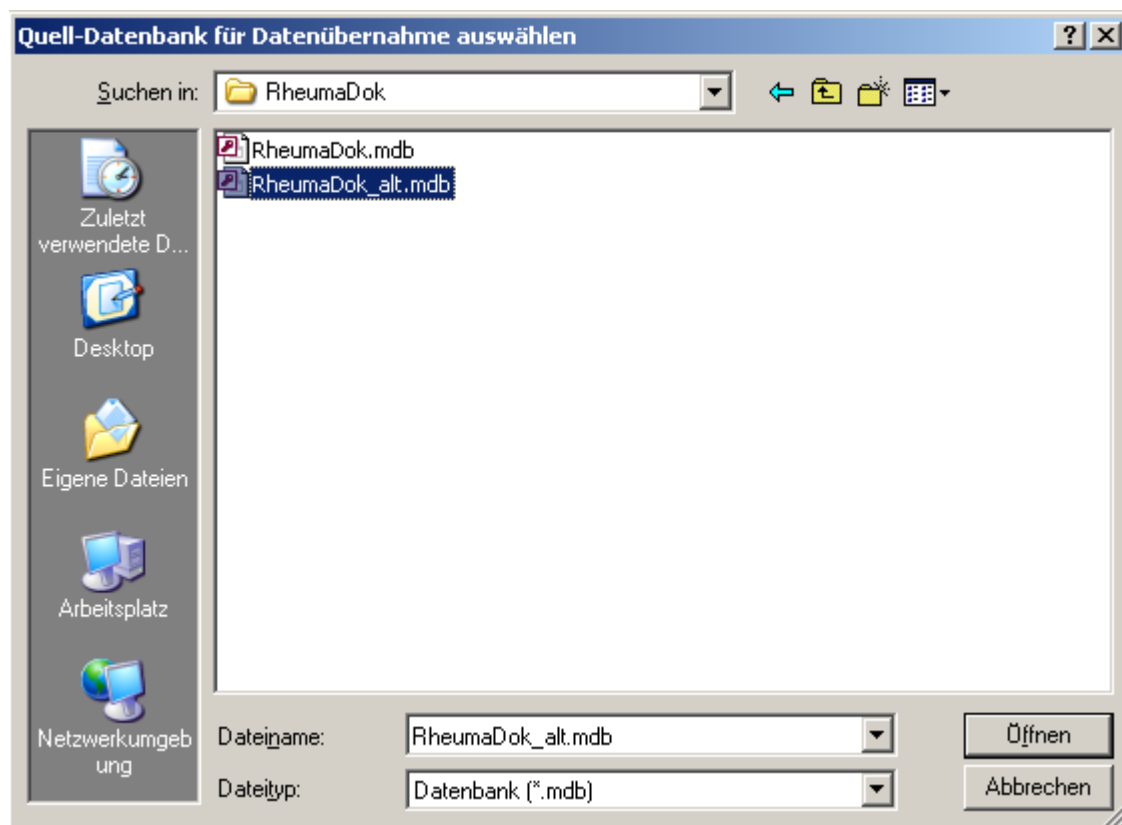 Quell-Datenbank für Datenübernahme auswählen
Suchen in:
RheumaDok
RheumaDok.mdb
RheumaDok_alt.mdb
Zuletzt
verwendete D...
Desktop
Eigene Dateien
Arbeitsplatz
Netzwerkumgeb
ung
Dateiname:
RheumaDok_alt.mdb
Öffnen
Dateityp:
Datenbank (*.mdb)
Abbrechen